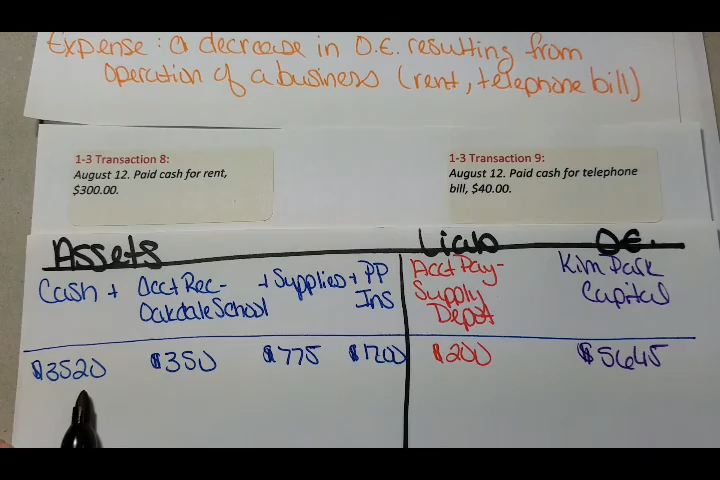 Expense: a decrease in O.E. resulting from
operation of a business (rent, telephone bill)
1-3 Transaction 8:
August 12. Paid cash for rent,
$300.00.
1-3 Transaction 9:
August 12. Paid cash for telephone
bill, $40.00.
Assets Liab O.E.
Cash + Acct Rec- + Supplies + PP Acct Pay- Kim Park
Oakdale School Ins Supply Capital
Depot
$3520 $350 $775 $1200 $200 $5645